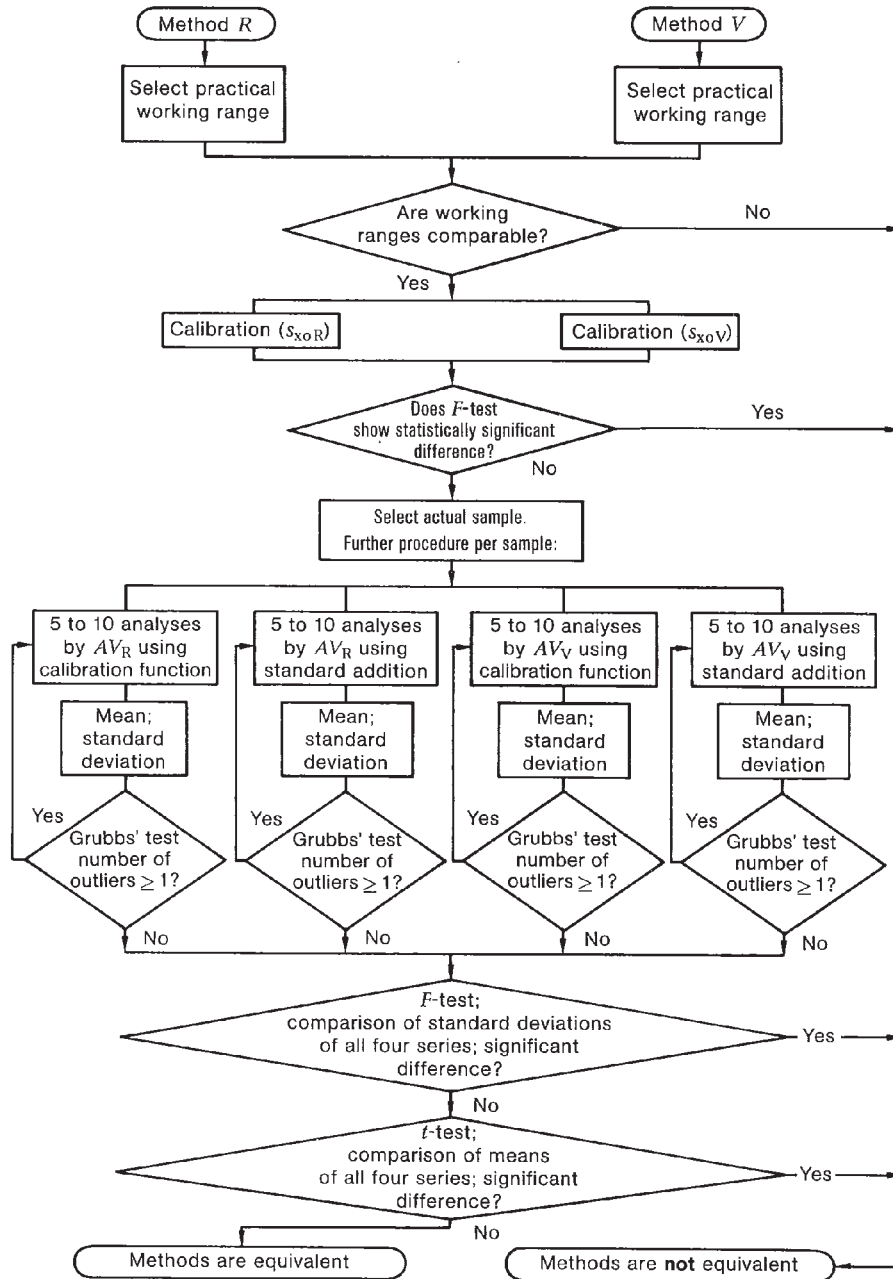 Method R
Method V
Select practical
working range
Select practical
working range
Are working
ranges comparable?
No
Yes
Calibration (sxoR)
Calibration (sxoV)
Does F-test
show statistically significant
difference?
Yes
No
Select actual sample.
Further procedure per sample:
5 to 10 analyses
by AVR using
calibration function
5 to 10 analyses
by AVR using
standard addition
5 to 10 analyses
by AVV using
calibration function
5 to 10 analyses
by AVV using
standard addition
Mean;
standard
deviation
Mean;
standard
deviation
Mean;
standard
deviation
Mean;
standard
deviation
Yes
Grubbs' test
number of
outliers ≥ 1?
Yes
Grubbs' test
number of
outliers ≥ 1?
Yes
Grubbs' test
number of
outliers ≥ 1?
Yes
Grubbs' test
number of
outliers ≥ 1?
No
No
No
No
F-test;
comparison of standard deviations
of all four series; significant
difference?
Yes
No
t-test;
comparison of means
of all four series; significant
difference?
Yes
No
Methods are equivalent
Methods are not equivalent